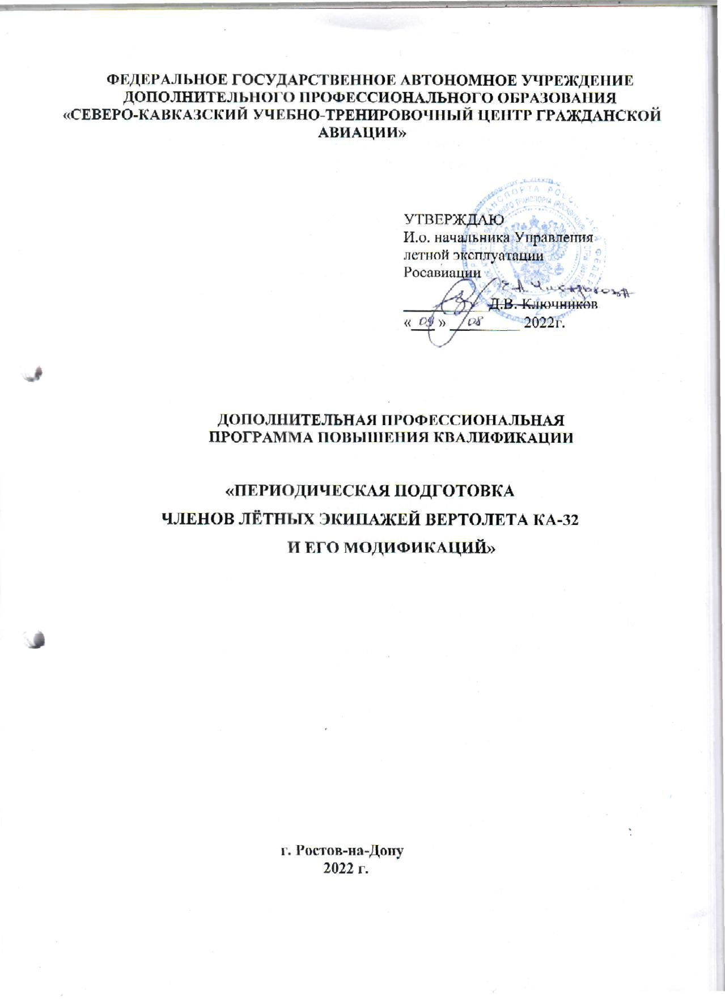 ФЕДЕРАЛЬНОЕ ГОСУДАРСТВЕННОЕ АВТОНОМНОЕ УЧРЕЖДЕНИЕ
ДОПОЛНИТЕЛЬНОГО ПРОФЕССИОНАЛЬНОГО ОБРАЗОВАНИЯ
«СЕВЕРО-КАВКАЗСКИЙ УЧЕБНО-ТРЕНИРОВОЧНЫЙ ЦЕНТР ГРАЖДАНСКОЙ
АВИАЦИИ»
УТВЕРЖДАЮ
И.о. начальника Управления
летной эксплуатации
Росавиации
Д.В. Ключников
« 09 » 08 2022г.
ДОПОЛНИТЕЛЬНАЯ ПРОФЕССИОНАЛЬНАЯ
ПРОГРАММА ПОВЫШЕНИЯ КВАЛИФИКАЦИИ
«ПЕРИОДИЧЕСКАЯ ПОДГОТОВКА
ЧЛЕНОВ ЛЁТНЫХ ЭКИПАЖЕЙ ВЕРТОЛЕТА КА-32
И ЕГО МОДИФИКАЦИЙ»
г. Ростов-на-Дону
2022 г.